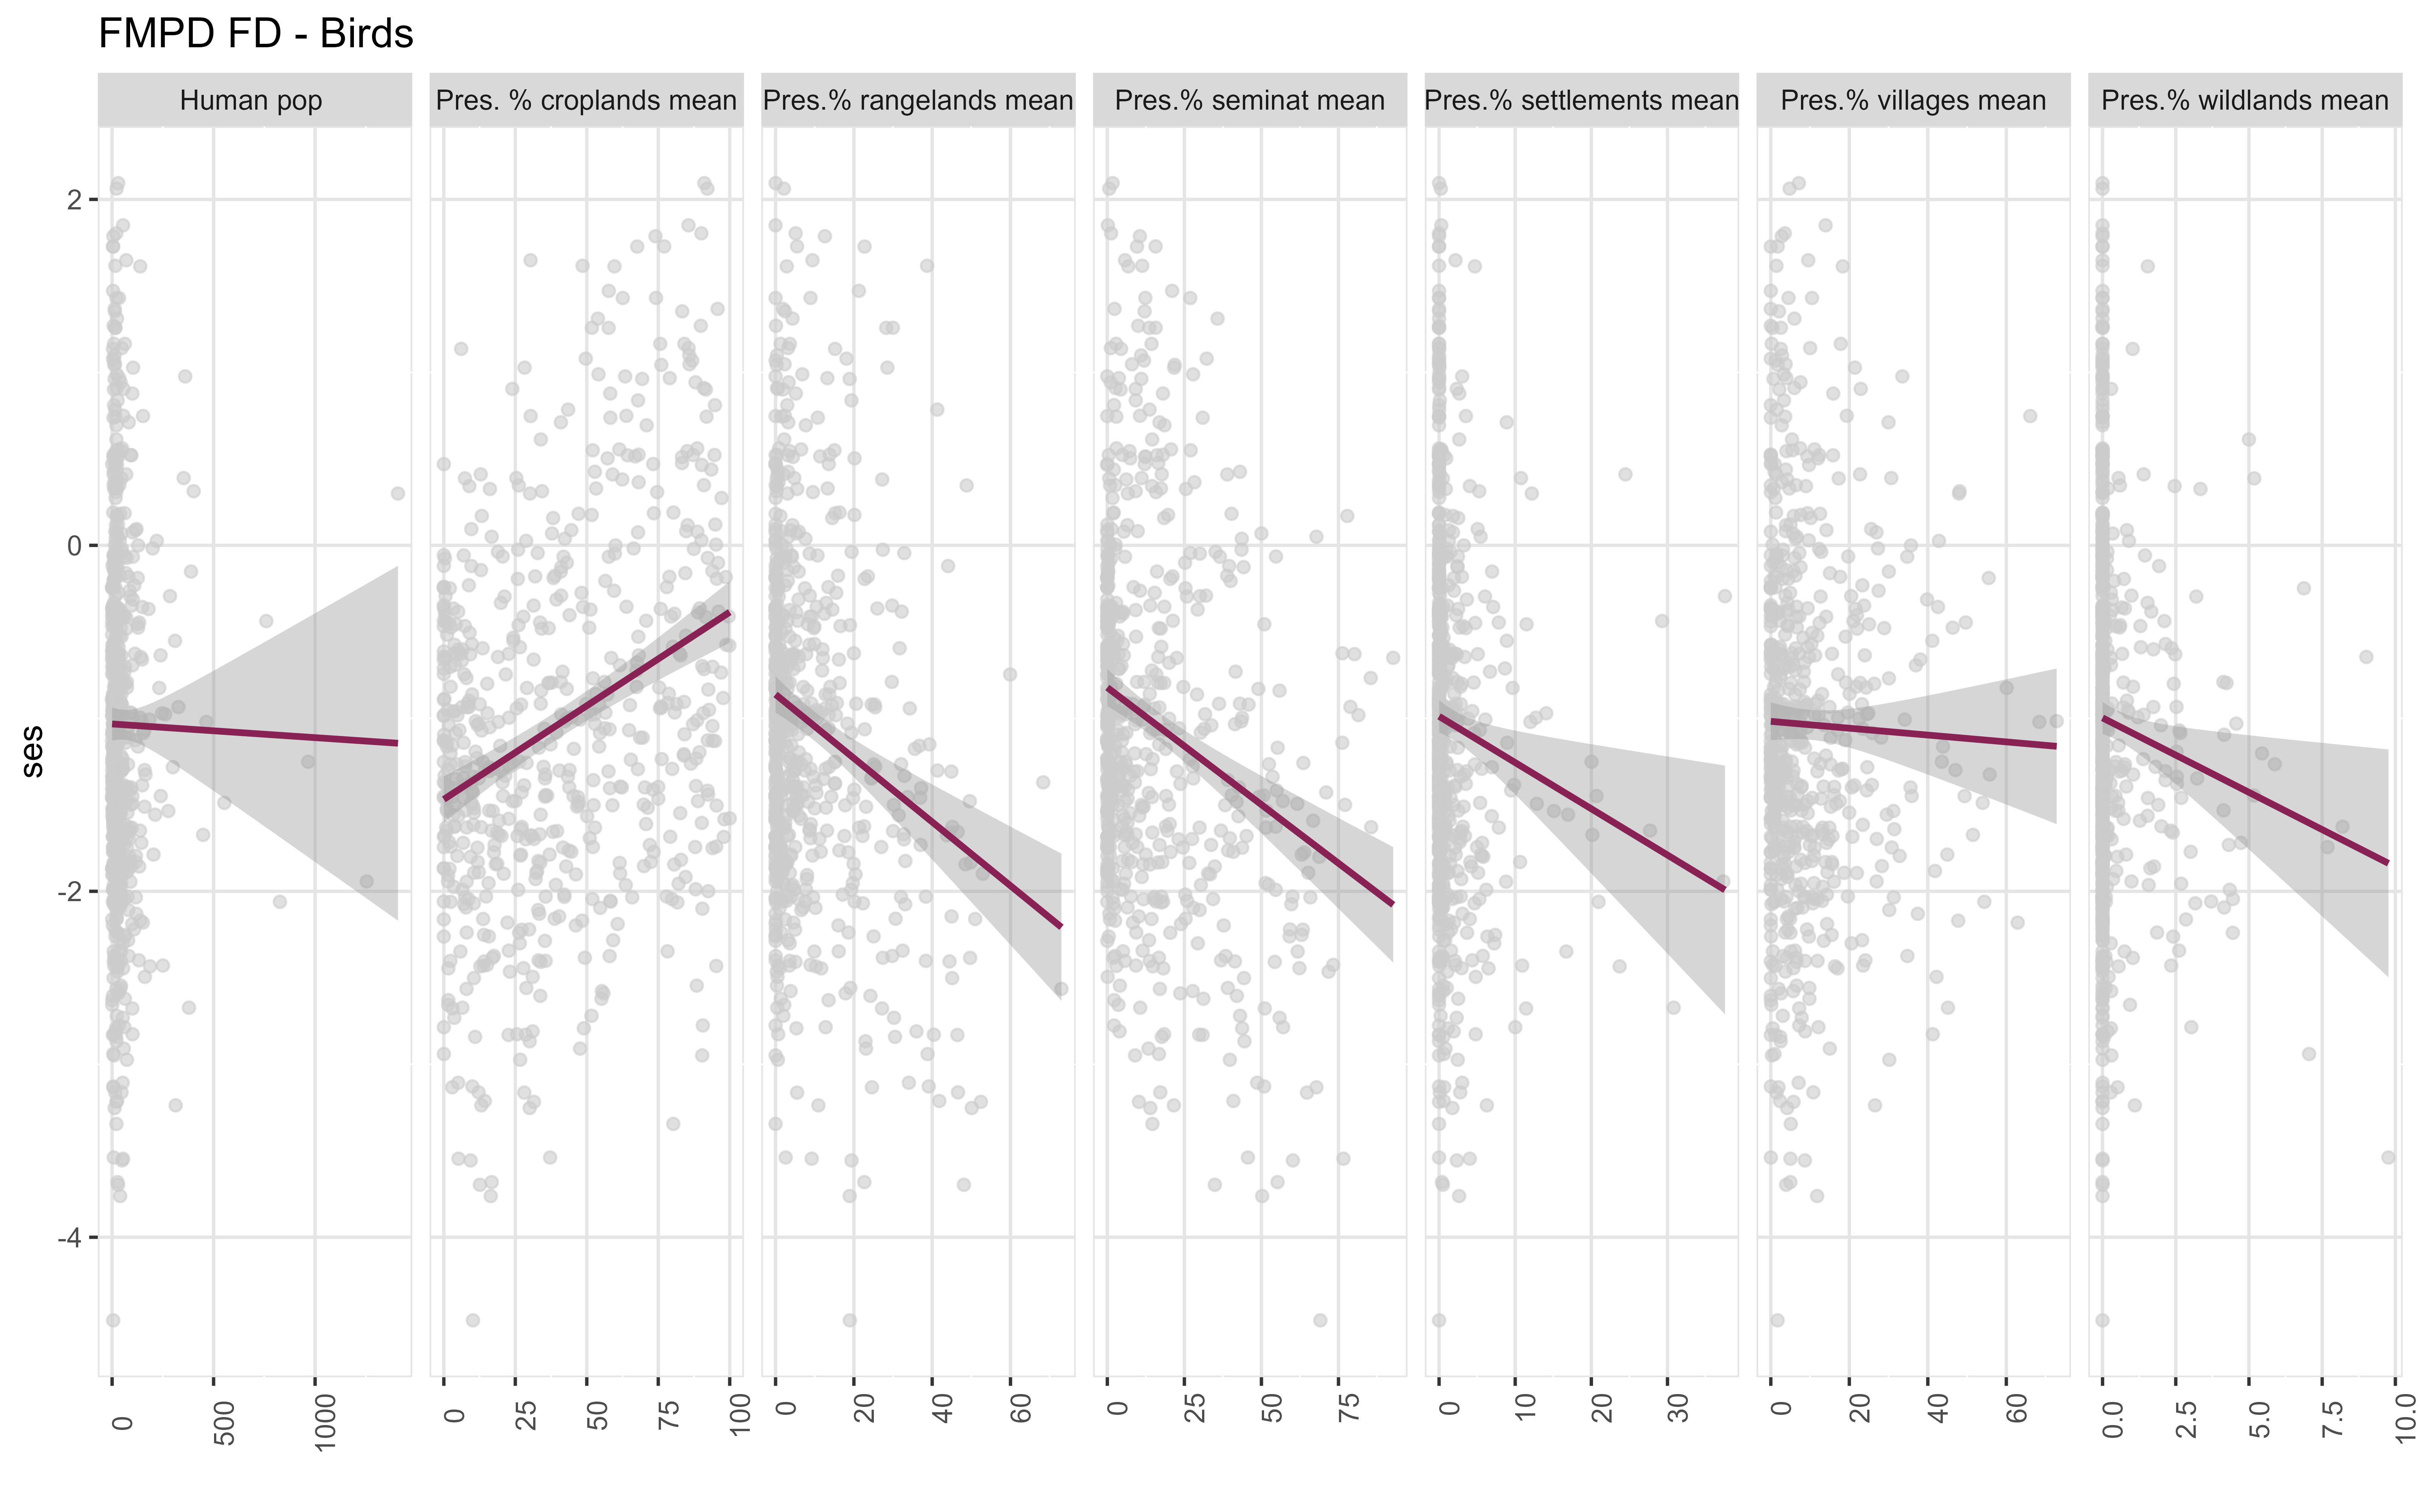 FMPD FD - Birds
Human pop
Pres. % croplands mean
Pres.% rangelands mean
Pres.% seminat mean
Pres.% settlements mean
Pres.% villages mean
Pres.% wildlands mean
ses
2
0
-2
-4
0 500 1000
0 25 50 75 100
0 20 40 60
0 25 50 75
0 10 20 30
0 20 40 60
0.0 2.5 5.0 7.5 10.0